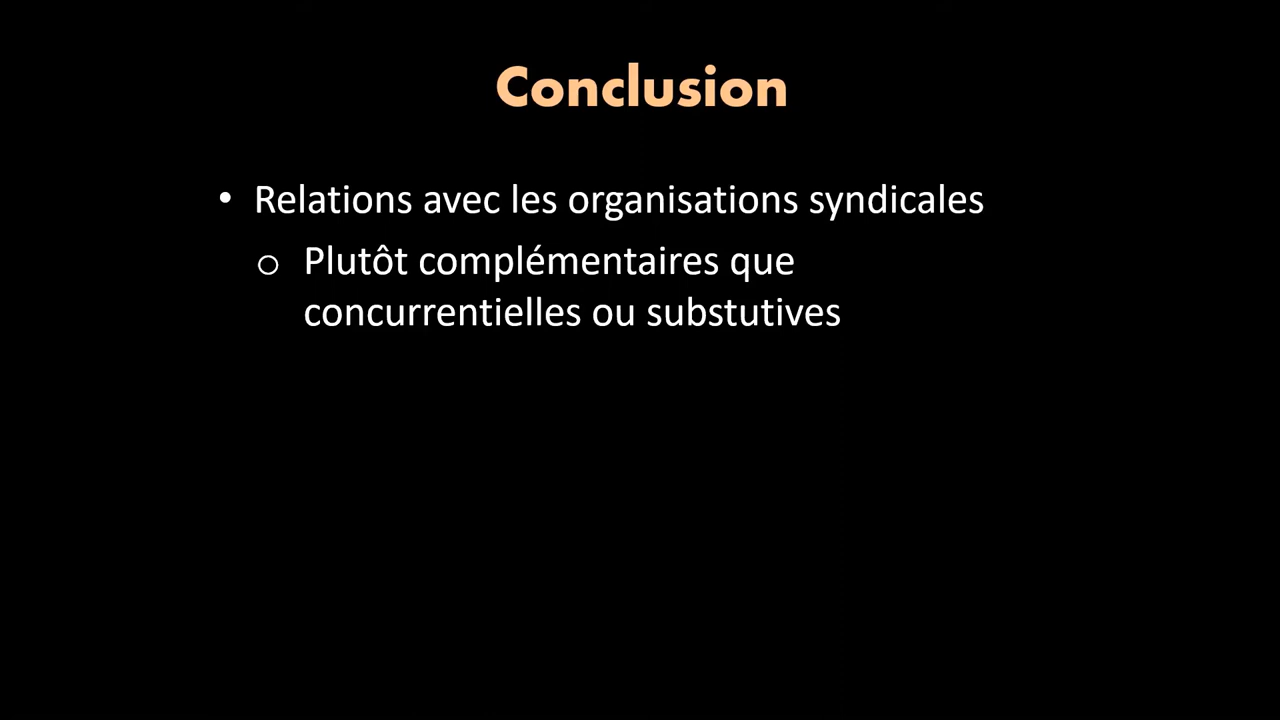 Conclusion
• Relations avec les organisations syndicales
o Plutôt complémentaires que
concurrentielles ou substutives